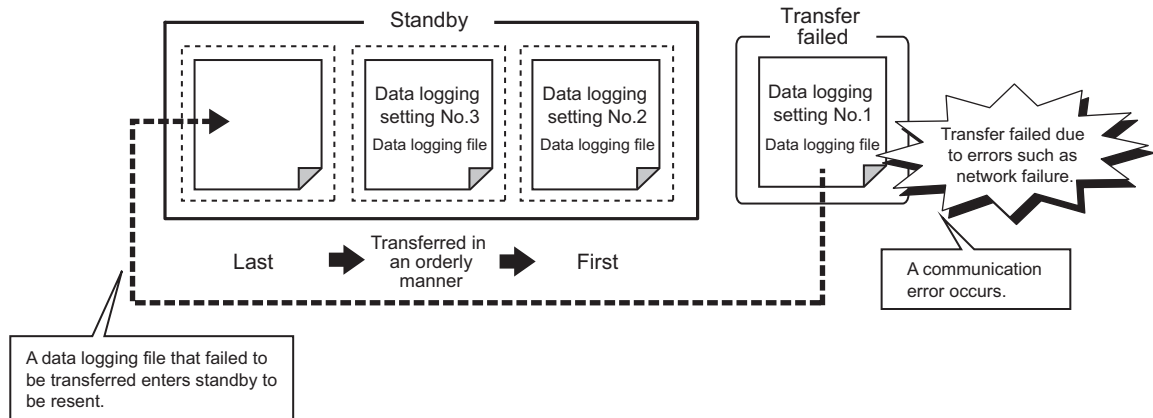 Standby
Transfer
failed
Data logging
setting No.3
Data logging file
Data logging
setting No.2
Data logging file
Data logging
setting No.1
Data logging file
Transfer failed due
to errors such as
network failure.
Last
Transferred in
an orderly
manner
First
A communication
error occurs.
A data logging file that failed to
be transferred enters standby to
be resent.